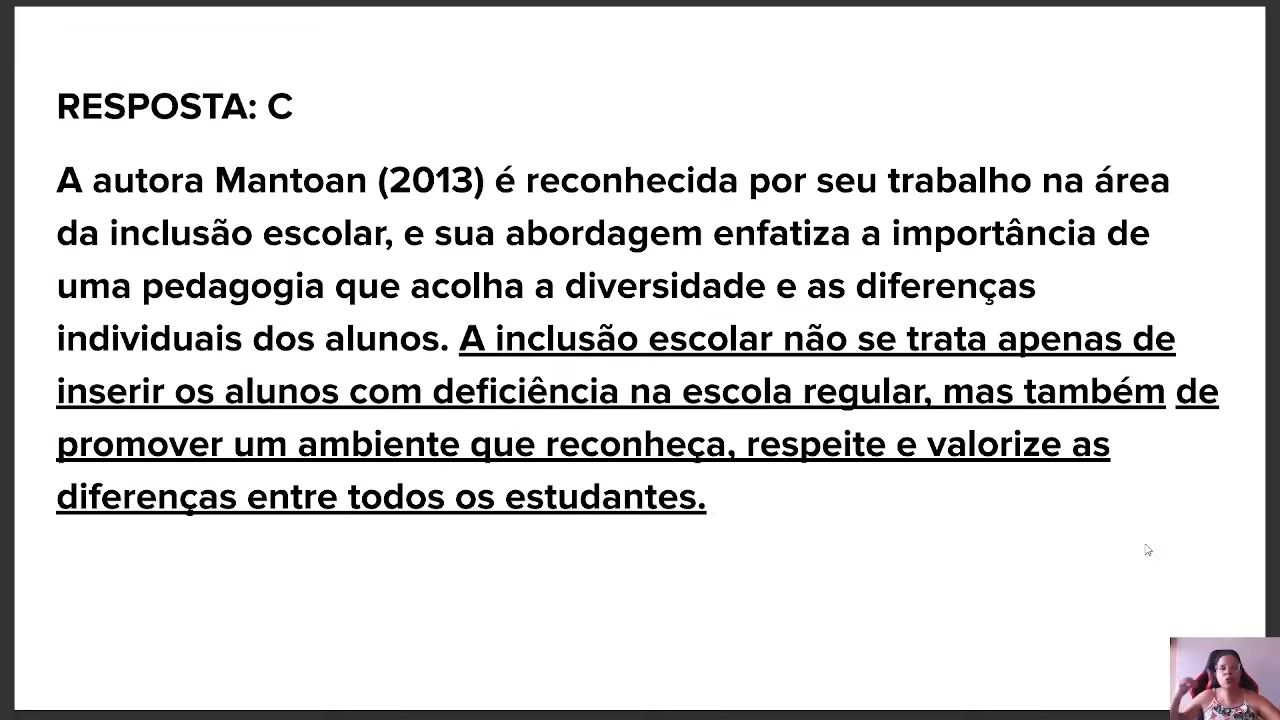 RESPOSTA: C
A autora Mantoan (2013) é reconhecida por seu trabalho na área
da inclusão escolar, e sua abordagem enfatiza a importância de
uma pedagogia que acolha a diversidade e as diferenças
individuais dos alunos. A inclusão escolar não se trata apenas de
inserir os alunos com deficiência na escola regular, mas também de
promover um ambiente que reconheça, respeite e valorize as
diferenças entre todos os estudantes.